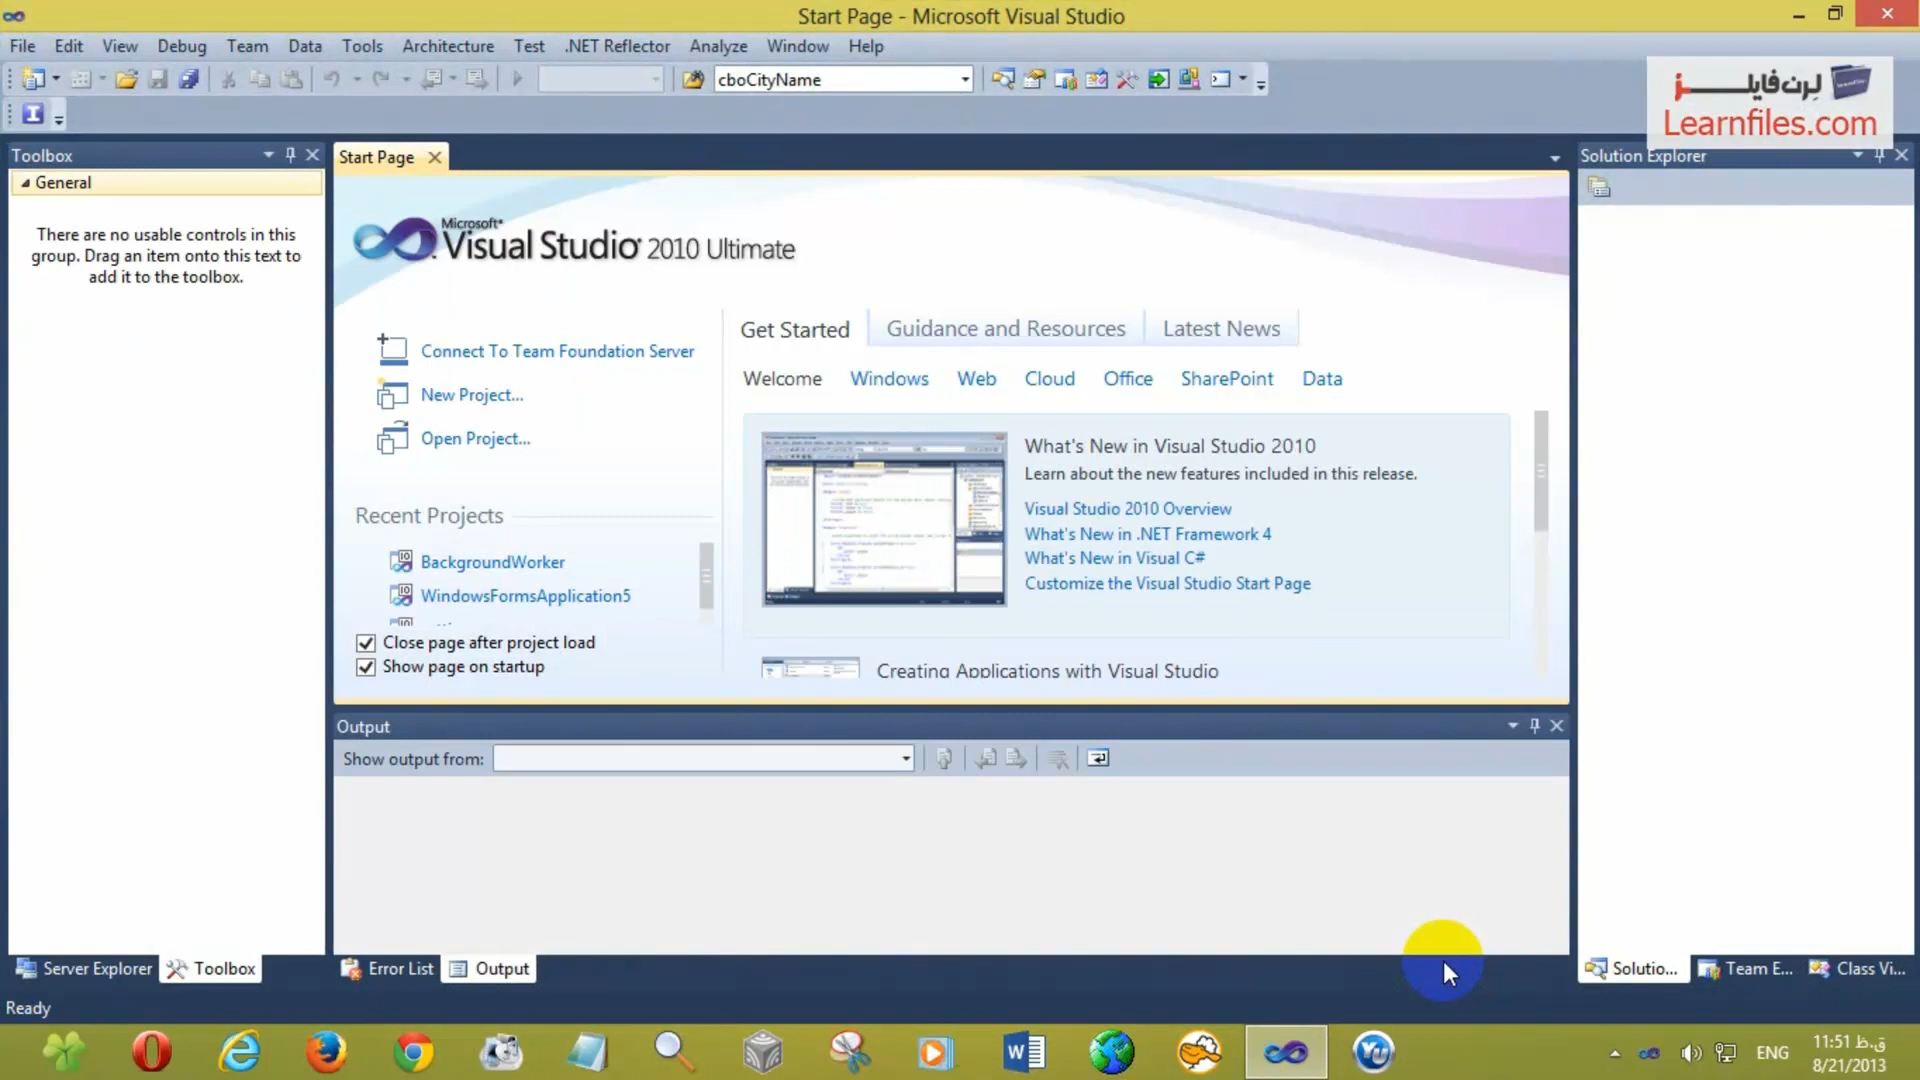 Start Page - Microsoft Visual Studio
File Edit View Debug Team Data Tools Architecture Test .NET Reflector Analyze Window Help
cboCityName
لرن‌فایلز
Learnfiles.com
Toolbox
General
There are no usable controls in this
group. Drag an item onto this text to
add it to the toolbox.
Start Page
Microsoft
Visual Studio 2010 Ultimate
Connect To Team Foundation Server
New Project...
Open Project...
Recent Projects
BackgroundWorker
WindowsFormsApplication5
Close page after project load
Show page on startup
Get Started Guidance and Resources Latest News
Welcome Windows Web Cloud Office SharePoint Data
What's New in Visual Studio 2010
Learn about the new features included in this release.
Visual Studio 2010 Overview
What's New in .NET Framework 4
What's New in Visual C#
Customize the Visual Studio Start Page
Creating Applications with Visual Studio
Output
Show output from:
Solution Explorer
Server Explorer Toolbox
Error List Output
Solutio... Team E... Class Vi...
Ready
ENG
11:51 ق.ظ
8/21/2013